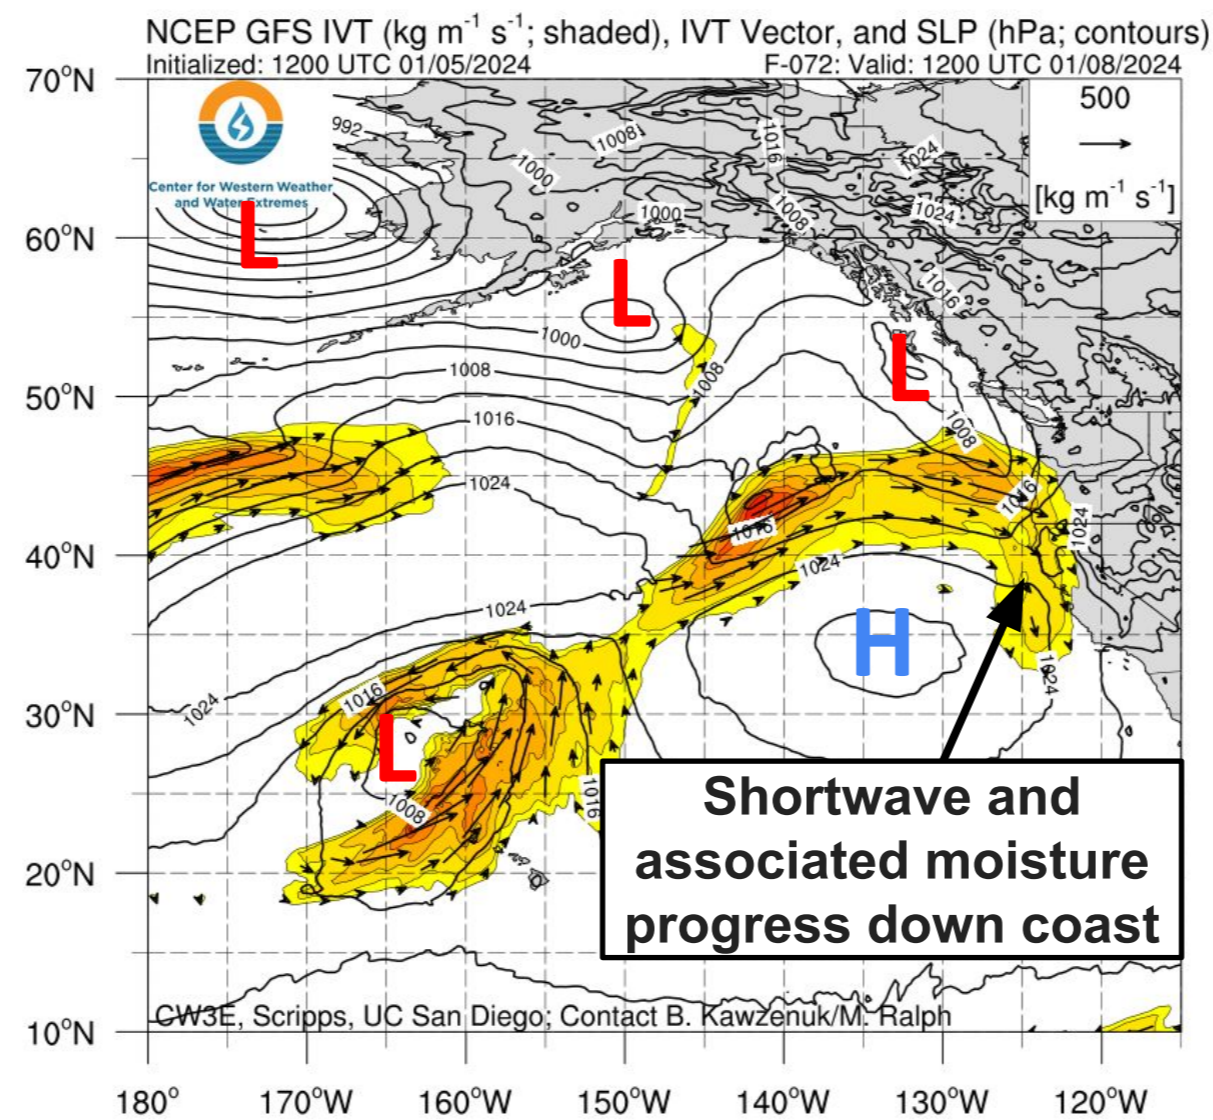 NCEP GFS IVT (kg m⁻¹ s⁻¹; shaded), IVT Vector, and SLP (hPa; contours)
Initialized: 1200 UTC 01/05/2024 F-072: Valid: 1200 UTC 01/08/2024
70°N
500
[kg m⁻¹ s⁻¹]
Center for Western Weather
and Water Extremes
992
1008
1016
1024
1000
1024
1000
1008
60°N
L
L
1016
1000
L
1008
1008
50°N
1016
1008
1024
1016
1016
1024
40°N
1024
1024
H
1016
1024
1024
30°N
L
1008
1016
Shortwave and
associated moisture
progress down coast
20°N
CW3E, Scripps, UC San Diego; Contact B. Kawzenuk/M. Ralph
10°N
180° 170°W 160°W 150°W 140°W 130°W 120°W